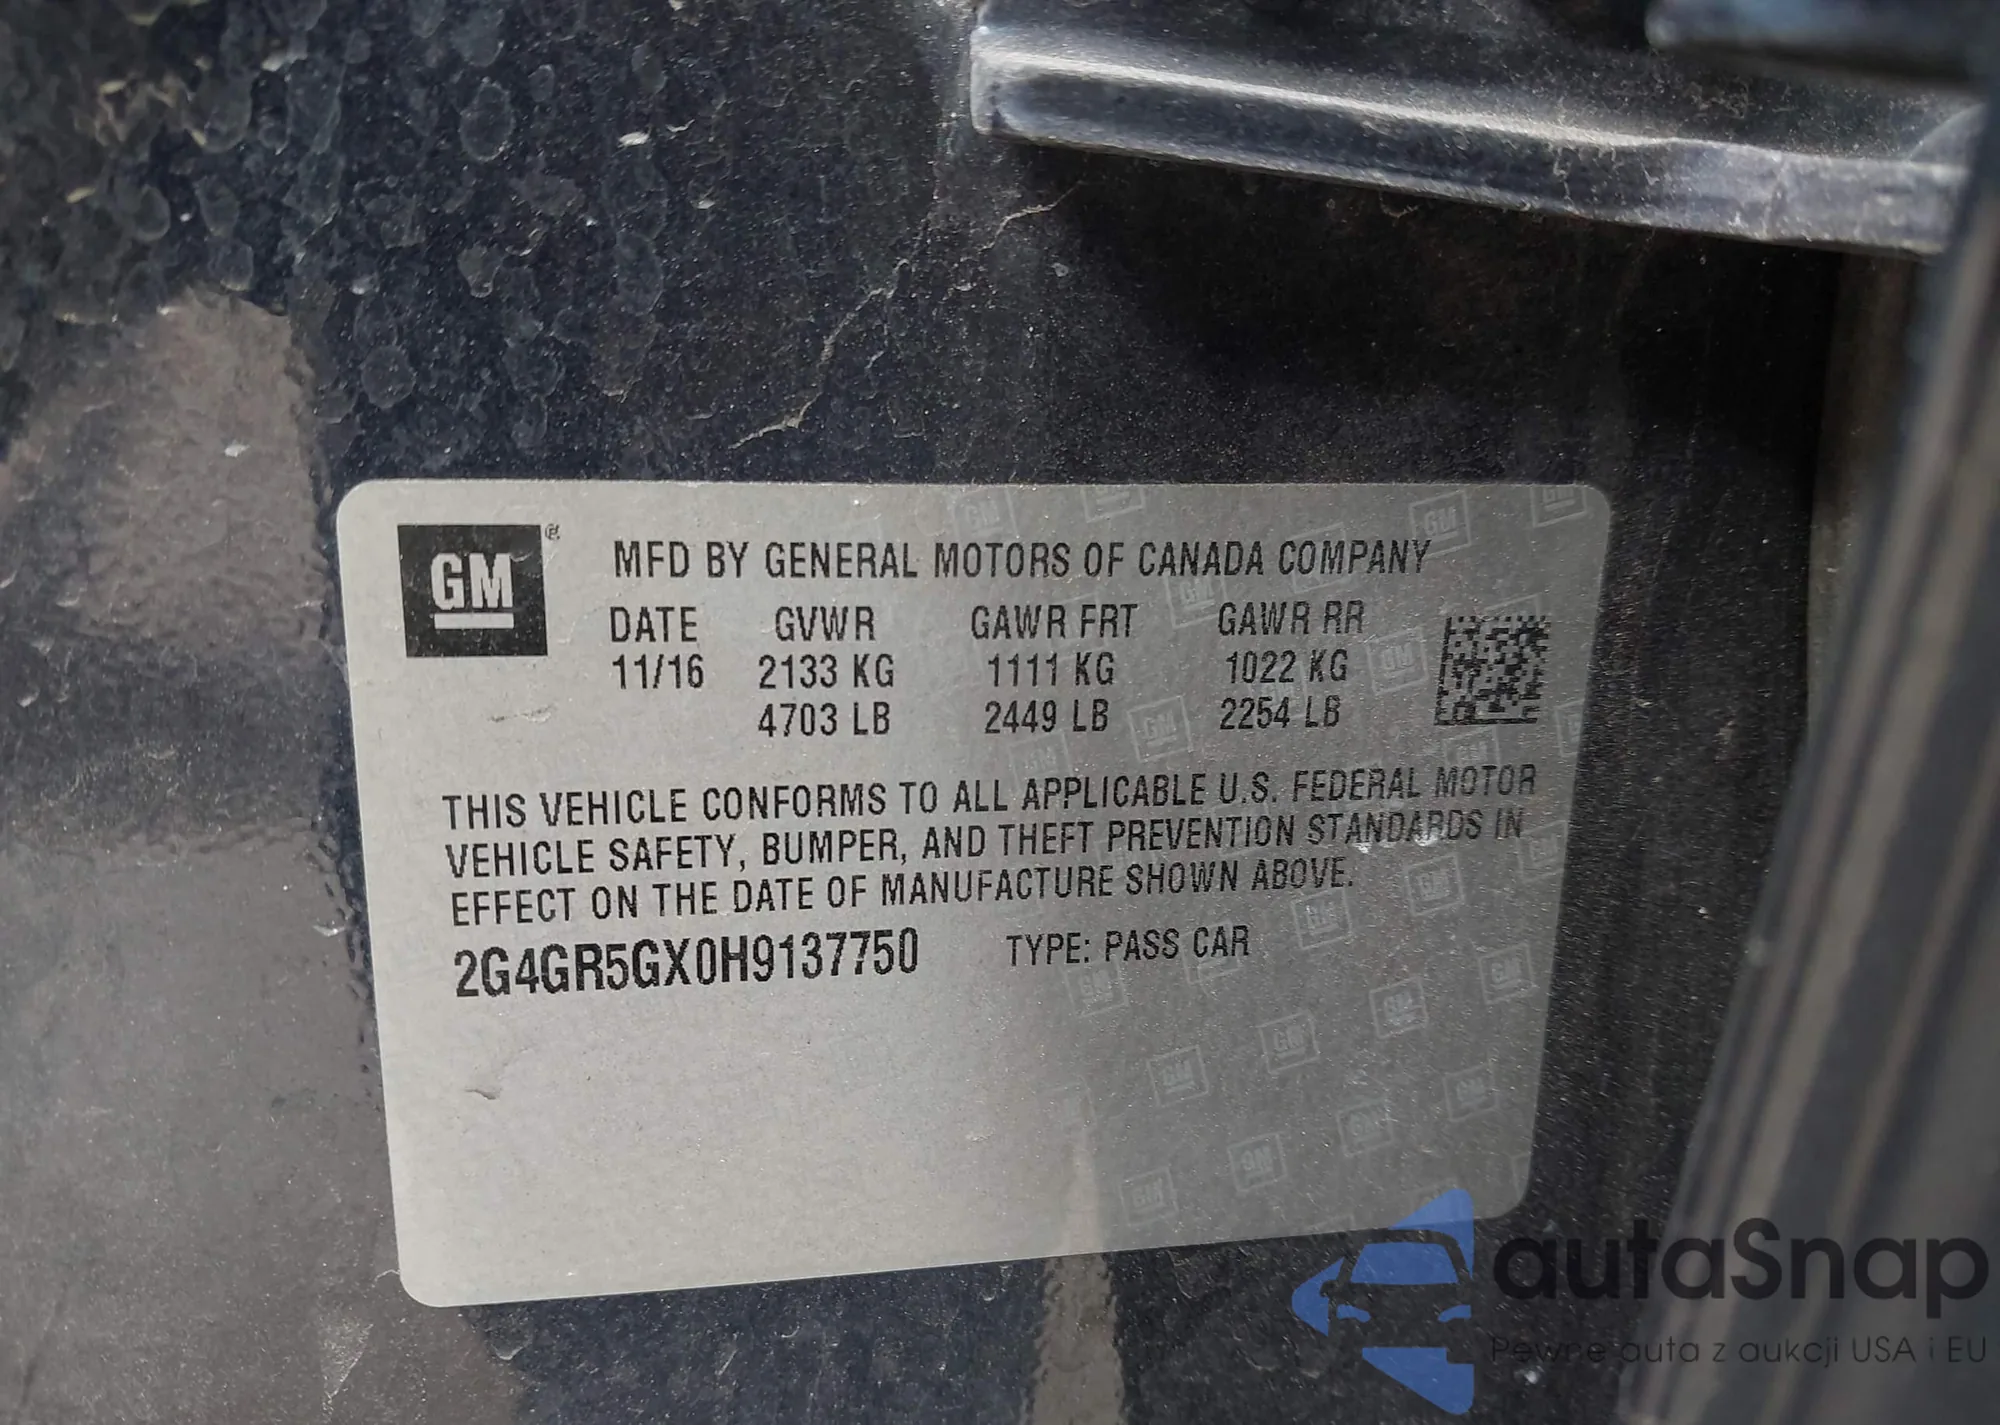 GM®
MFD BY GENERAL MOTORS OF CANADA COMPANY
DATE GVWR GAWR FRT GAWR RR
11/16 2133 KG 1111 KG 1022 KG
4703 LB 2449 LB 2254 LB
THIS VEHICLE CONFORMS TO ALL APPLICABLE U.S. FEDERAL MOTOR
VEHICLE SAFETY, BUMPER, AND THEFT PREVENTION STANDARDS IN
EFFECT ON THE DATE OF MANUFACTURE SHOWN ABOVE.
2G4GR5GX0H9137750 TYPE: PASS CAR
autaSnap
Pewne auta z aukcji USA i EU